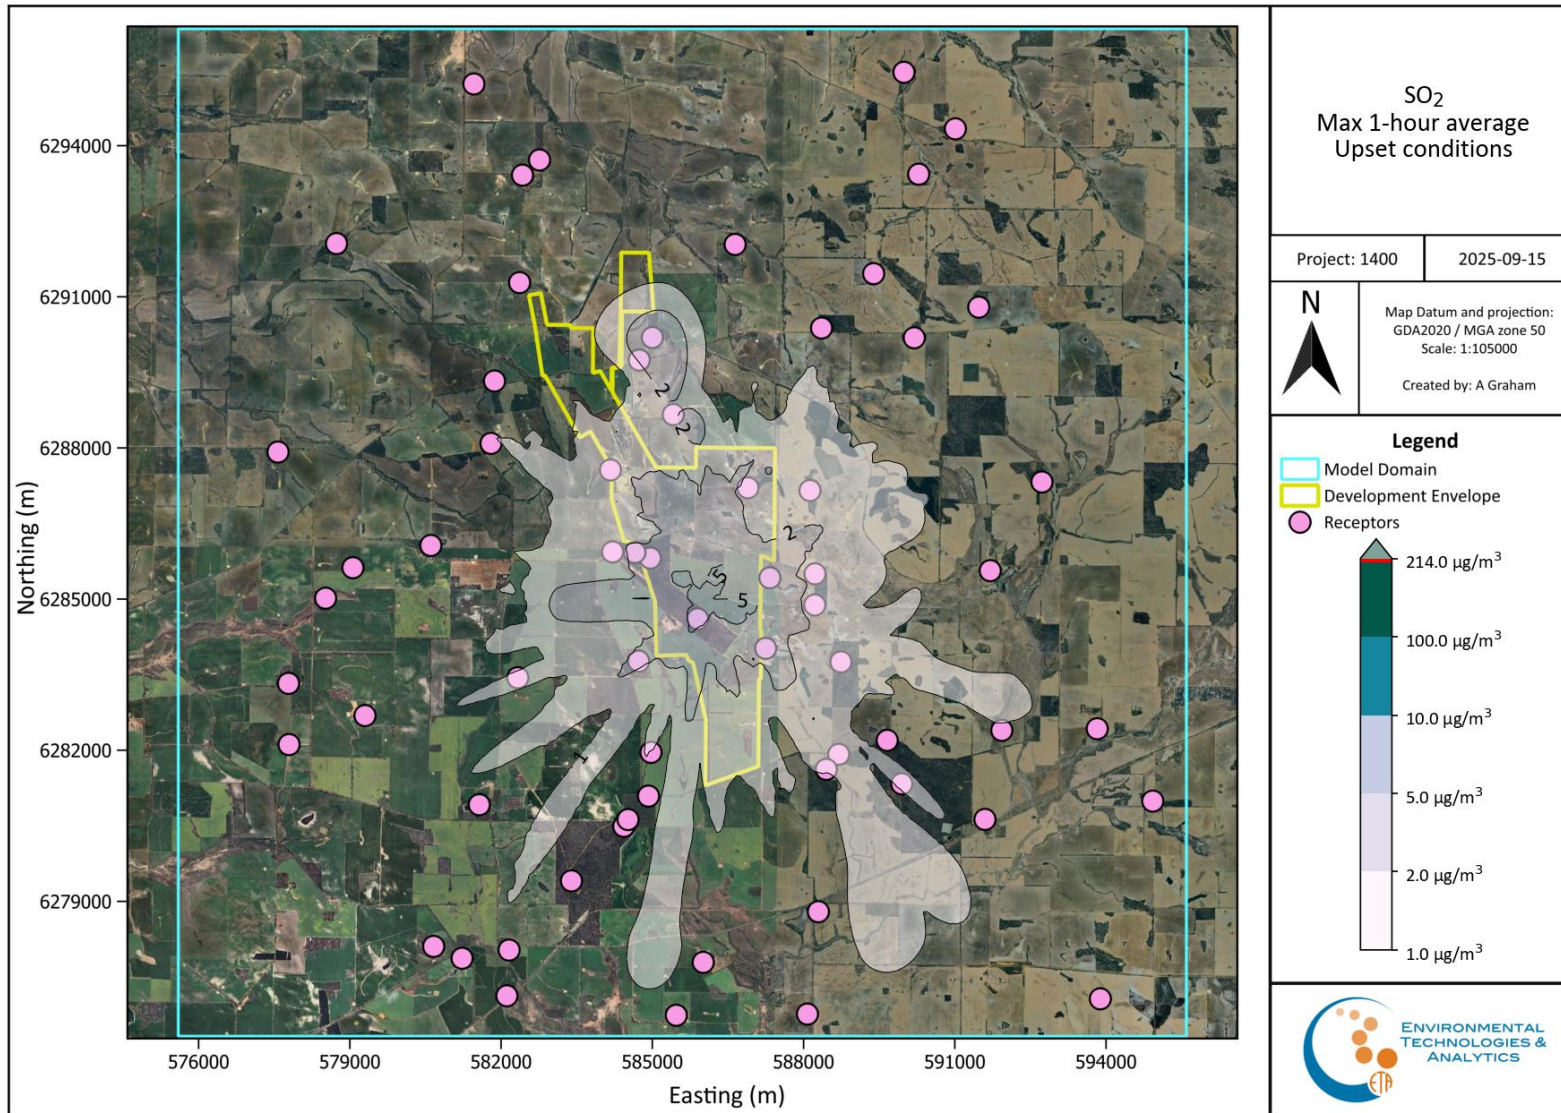 SO2
Max 1-hour average
Upset conditions
Project: 1400
2025-09-15
N
Map Datum and projection:
GDA2020 / MGA zone 50
Scale: 1:105000
Created by: A Graham
Legend
Model Domain
Development Envelope
Receptors
214.0 µg/m³
100.0 µg/m³
10.0 µg/m³
5.0 µg/m³
2.0 µg/m³
1.0 µg/m³
ENVIRONMENTAL
TECHNOLOGIES &
ANALYTICS
ETA
Northing (m)
6294000
6291000
6288000
6285000
6282000
6279000
2
2
2
5
5
1
576000
579000
582000
585000
588000
591000
594000
Easting (m)